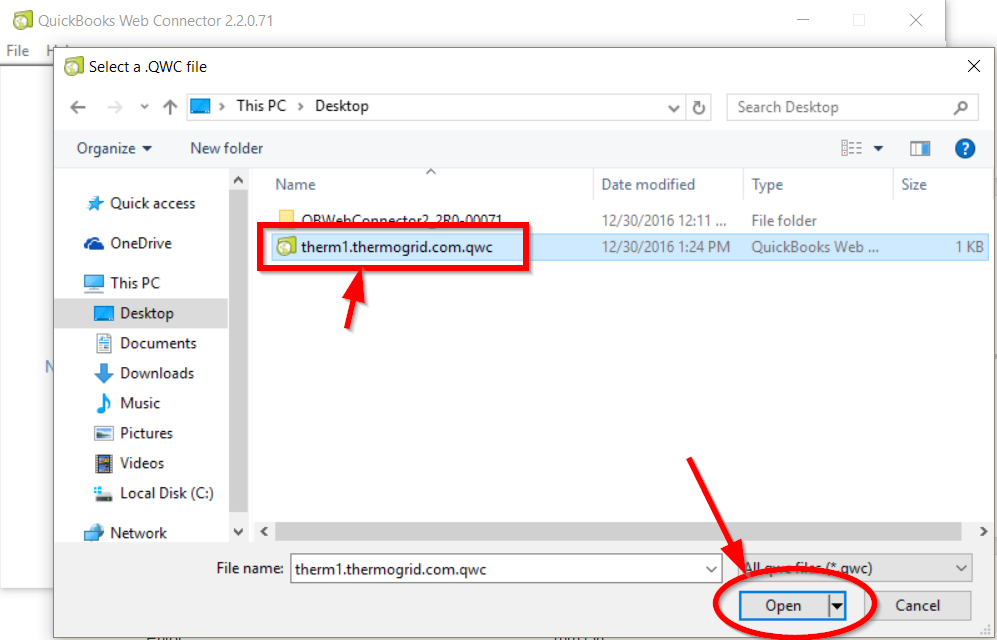 QuickBooks Web Connector 2.2.0.71
File
Select a .QWC file
This PC > Desktop
Search Desktop
Organize
New folder
Name Date modified Type Size
Quick access
OneDrive
This PC
Desktop
Documents
Downloads
Music
Pictures
Videos
Local Disk (C:)
Network
QBWebConnector2_2R0-00071 12/30/2016 12:11 ... File folder
therm1.thermogrid.com.qwc 12/30/2016 1:24 PM QuickBooks Web ... 1 KB
File name: therm1.thermogrid.com.qwc
All qwc files (*.qwc)
Open
Cancel